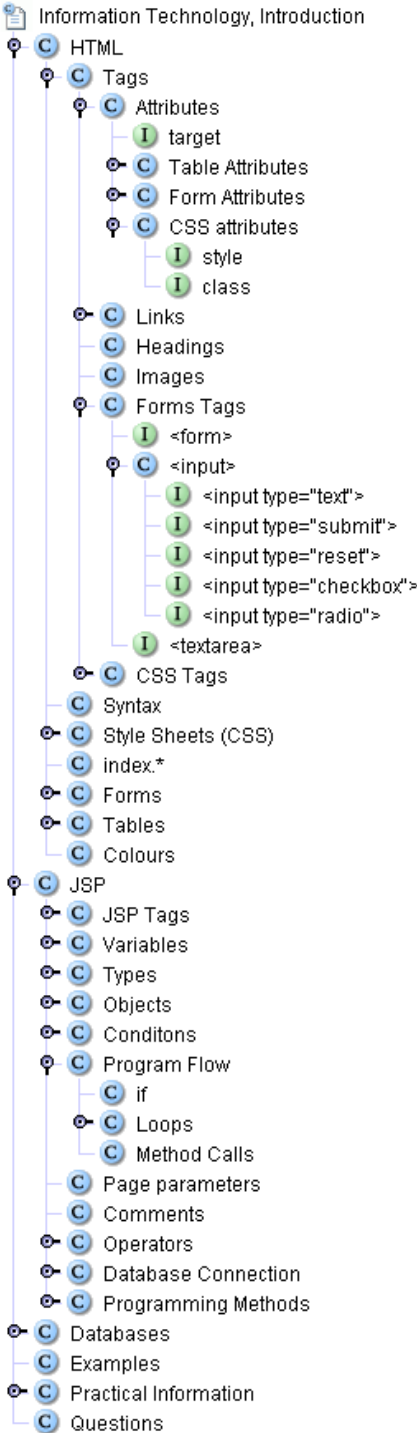 Information Technology, Introduction
C HTML
C Tags
C Attributes
I target
C Table Attributes
C Form Attributes
C CSS attributes
I style
I class
C Links
C Headings
C Images
C Forms Tags
I <form>
C <input>
I <input type="text">
I <input type="submit">
I <input type="reset">
I <input type="checkbox">
I <input type="radio">
I <textarea>
C CSS Tags
C Syntax
C Style Sheets (CSS)
C index.*
C Forms
C Tables
C Colours
C JSP
C JSP Tags
C Variables
C Types
C Objects
C Conditons
C Program Flow
C if
C Loops
C Method Calls
C Page parameters
C Comments
C Operators
C Database Connection
C Programming Methods
C Databases
C Examples
C Practical Information
C Questions